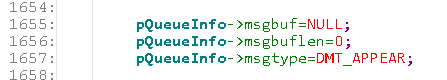 1654:
1655: pQueueInfo->msgbuf=NULL;
1656: pQueueInfo->msgbuflen=0;
1657: pQueueInfo->msgtype=DMT_APPEAR;
1658: